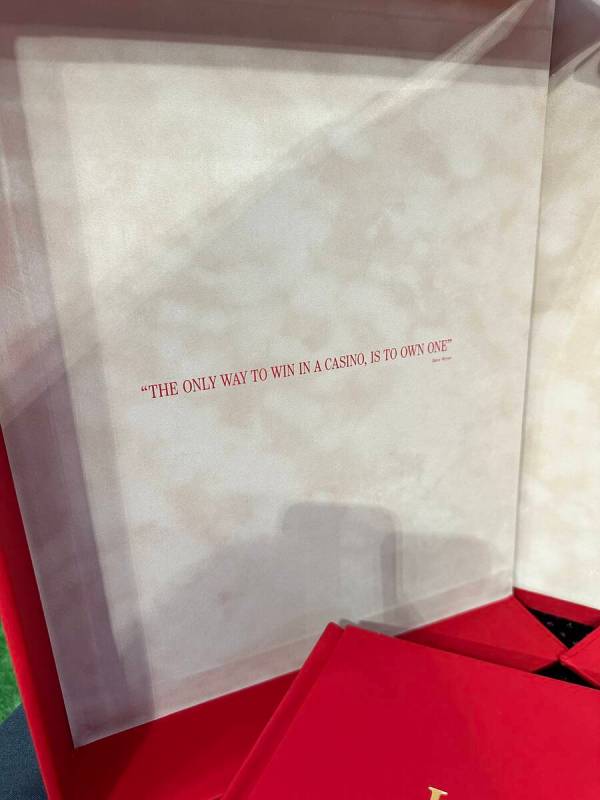 “THE ONLY WAY TO WIN IN A CASINO, IS TO OWN ONE”